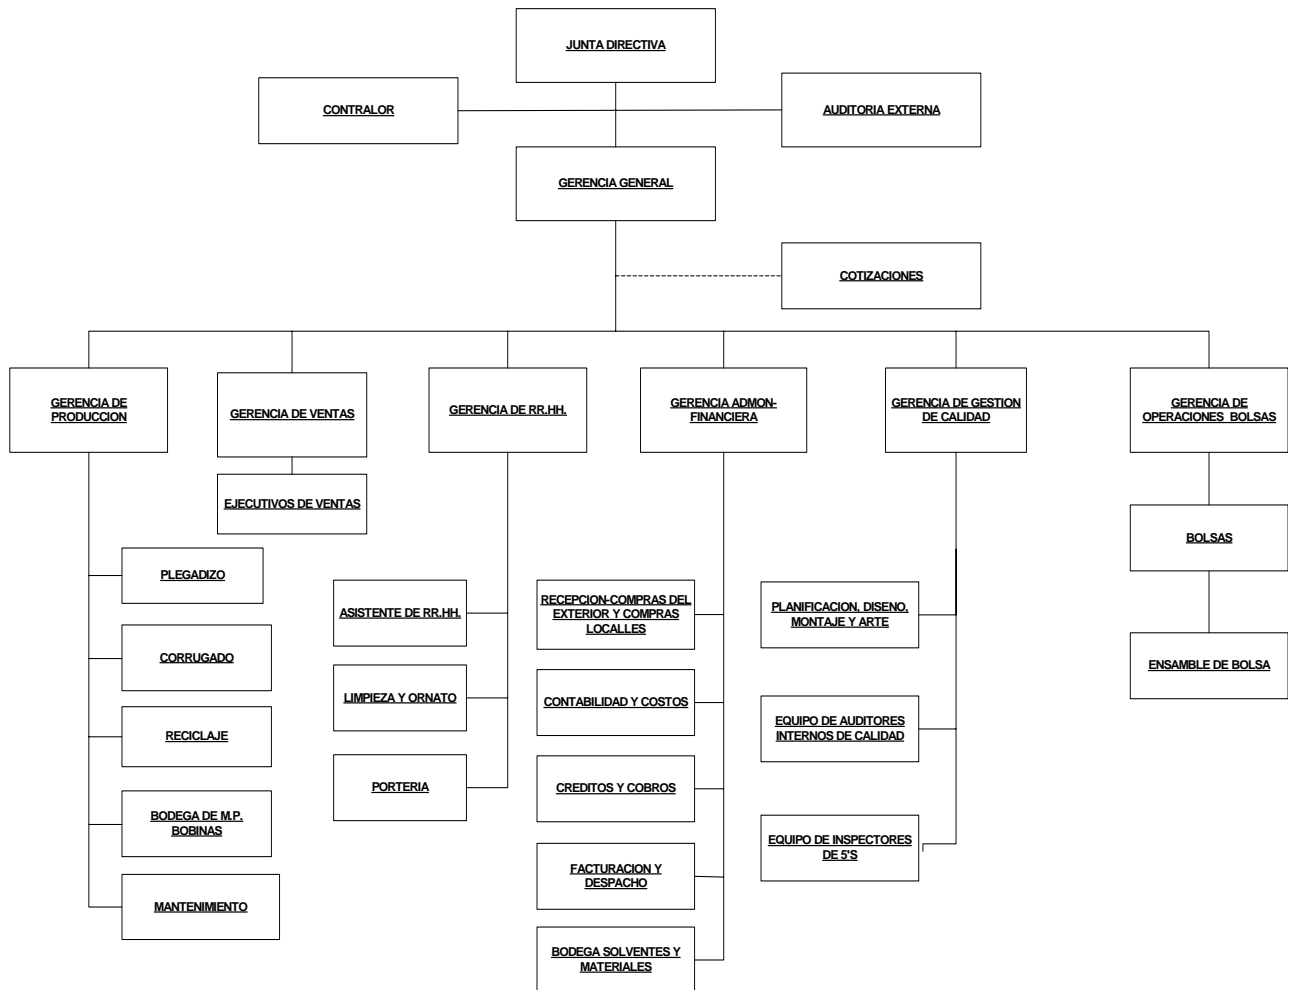 JUNTA DIRECTIVA
CONTRALOR
AUDITORIA EXTERNA
GERENCIA GENERAL
COTIZACIONES
GERENCIA DE
PRODUCCION
GERENCIA DE VENTAS
GERENCIA DE RR.HH.
GERENCIA ADMON-
FINANCIERA
GERENCIA DE GESTION
DE CALIDAD
GERENCIA DE
OPERACIONES BOLSAS
EJECUTIVOS DE VENTAS
PLEGADIZO
CORRUGADO
RECICLAJE
BODEGA DE M.P.
BOBINAS
MANTENIMIENTO
ASISTENTE DE RR.HH.
LIMPIEZA Y ORNATO
PORTERIA
RECEPCION-COMPRAS DEL
EXTERIOR Y COMPRAS
LOCALLES
CONTABILIDAD Y COSTOS
CREDITOS Y COBROS
FACTURACION Y
DESPACHO
BODEGA SOLVENTES Y
MATERIALES
PLANIFICACION, DISENO,
MONTAJE Y ARTE
EQUIPO DE AUDITORES
INTERNOS DE CALIDAD
EQUIPO DE INSPECTORES
DE 5'S
BOLSAS
ENSAMBLE DE BOLSA